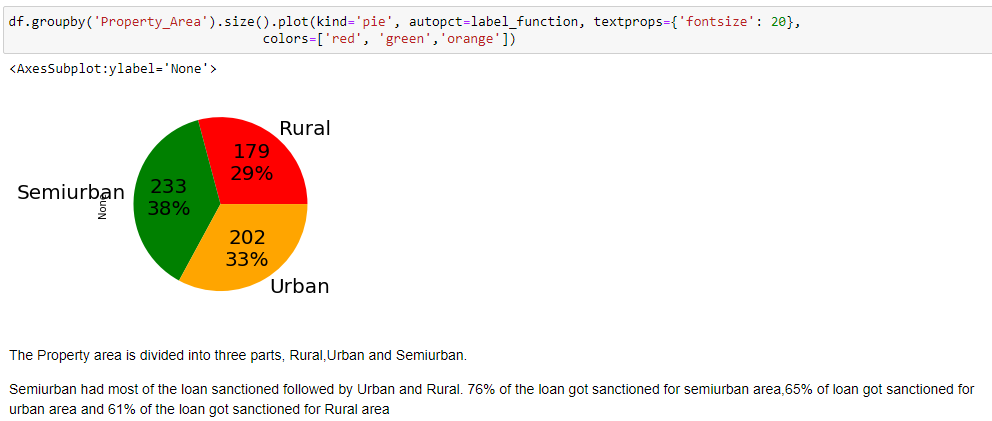 df.groupby('Property_Area').size().plot(kind='pie', autopct=label_function, textprops={'fontsize': 20},
colors=['red', 'green','orange'])
<AxesSubplot:ylabel='None'>
Rural
179
29%
Semiurban
None
233
38%
202
33%
Urban
The Property area is divided into three parts, Rural,Urban and Semiurban.
Semiurban had most of the loan sanctioned followed by Urban and Rural. 76% of the loan got sanctioned for semiurban area,65% of loan got sanctioned for
urban area and 61% of the loan got sanctioned for Rural area